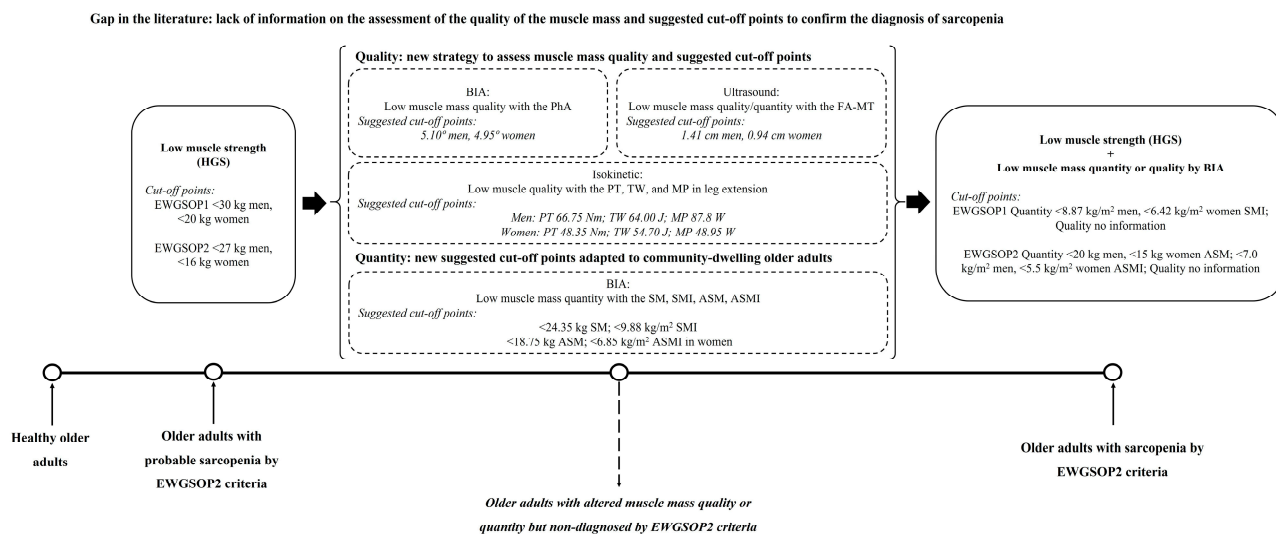 Gap in the literature: lack of information on the assessment of the quality of the muscle mass and suggested cut-off points to confirm the diagnosis of sarcopenia
Low muscle strength
(HGS)
Cut-off points:
EWGSOP1 <30 kg men,
<20 kg women
EWGSOP2 <27 kg men,
<16 kg women
Quality: new strategy to assess muscle mass quality and suggested cut-off points
BIA:
Low muscle mass quality with the PhA
Suggested cut-off points:
5.10º men, 4.95º women
Ultrasound:
Low muscle mass quality/quantity with the FA-MT
Suggested cut-off points:
1.41 cm men, 0.94 cm women
Isokinetic:
Low muscle quality with the PT, TW, and MP in leg extension
Suggested cut-off points:
Men: PT 66.75 Nm; TW 64.00 J; MP 87.8 W
Women: PT 48.35 Nm; TW 54.70 J; MP 48.95 W
Quantity: new suggested cut-off points adapted to community-dwelling older adults
BIA:
Low muscle mass quantity with the SM, SMI, ASM, ASMI
Suggested cut-off points:
<24.35 kg SM; <9.88 kg/m² SMI
<18.75 kg ASM; <6.85 kg/m² ASMI in women
Low muscle strength (HGS)
+
Low muscle mass quantity or quality by BIA
Cut-off points:
EWGSOP1 Quantity <8.87 kg/m² men, <6.42 kg/m² women SMI;
Quality no information
EWGSOP2 Quantity <20 kg men, <15 kg women ASM; <7.0
kg/m² men, <5.5 kg/m² women ASMI; Quality no information
Healthy older
adults
Older adults with
probable sarcopenia by
EWGSOP2 criteria
Older adults with altered muscle mass quality or
quantity but non-diagnosed by EWGSOP2 criteria
Older adults with sarcopenia by
EWGSOP2 criteria